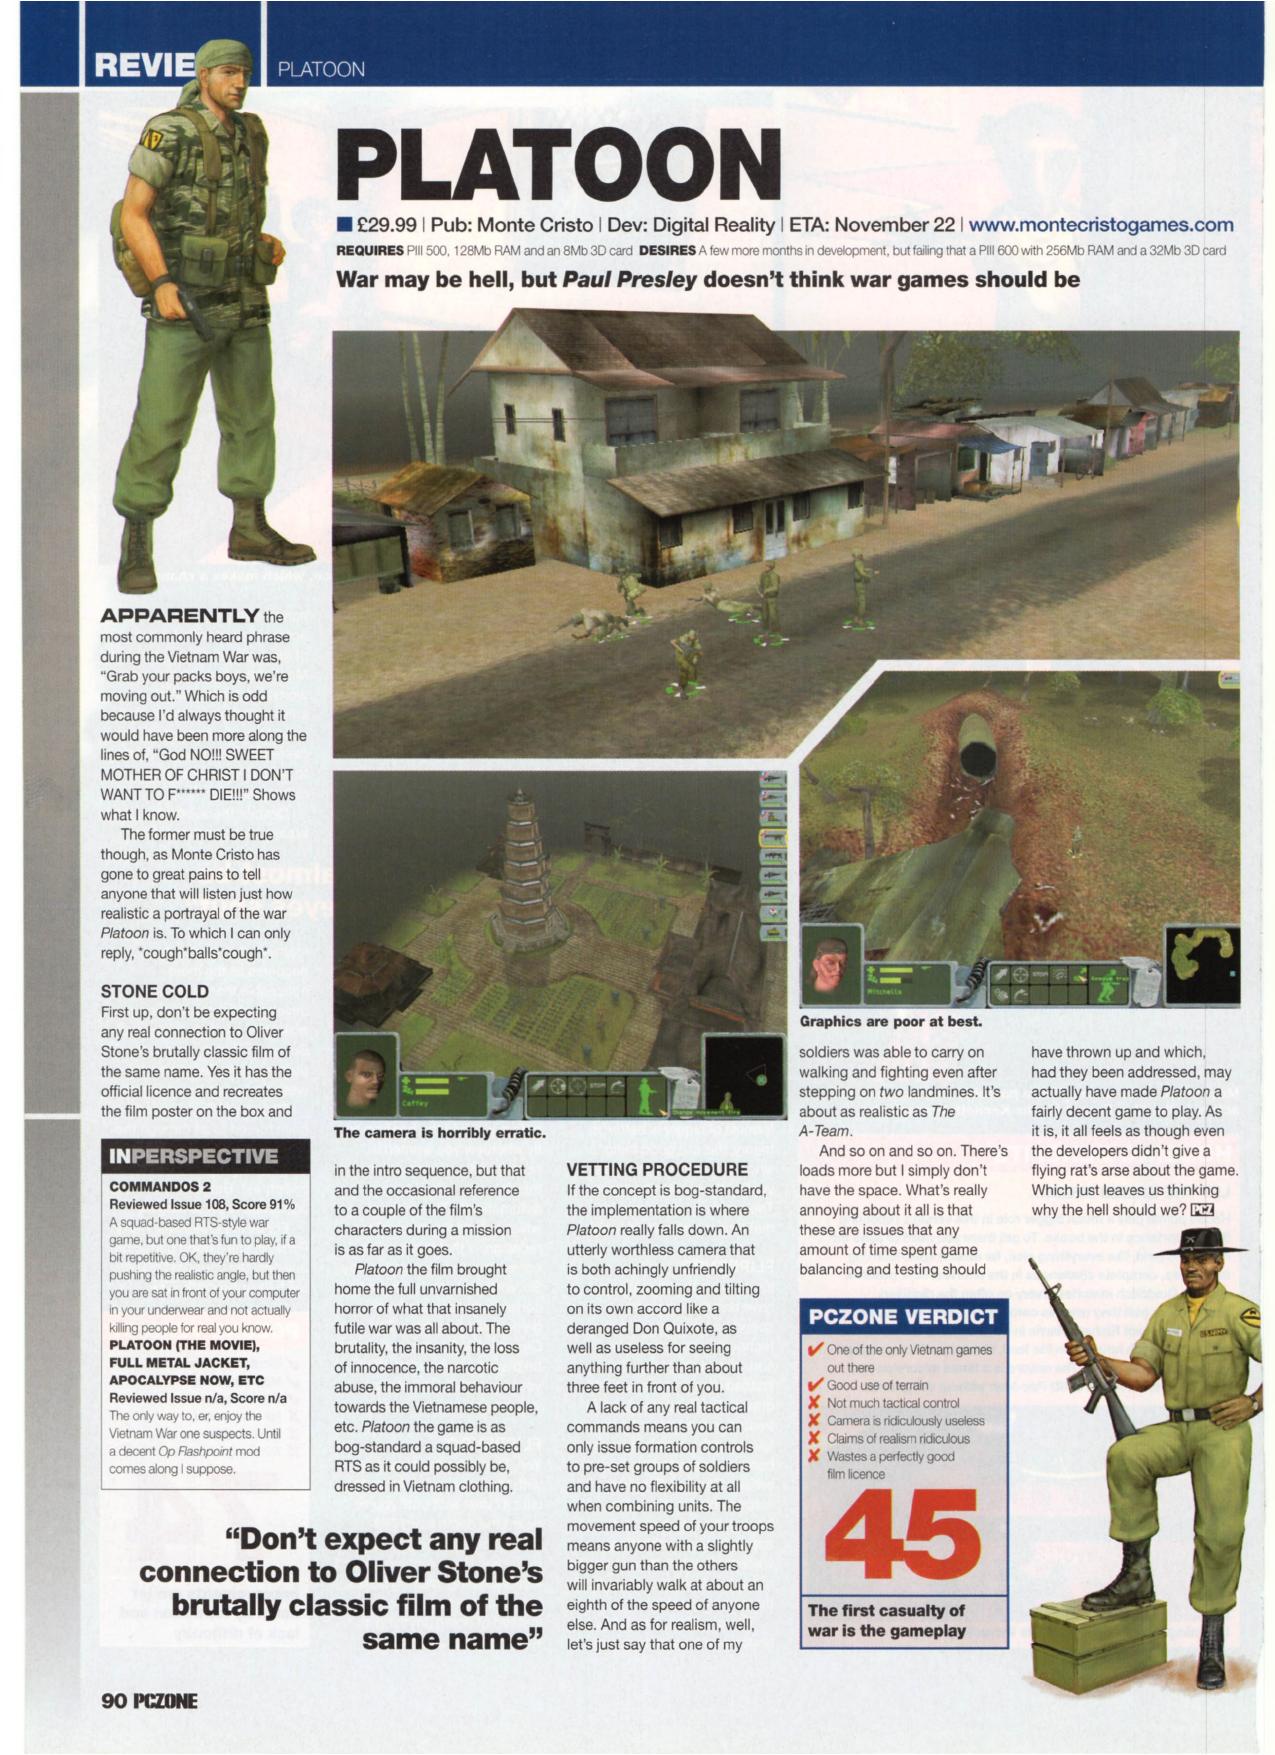 REVIE
PLATOON
PLATOON
£29.99 | Pub: Monte Cristo | Dev: Digital Reality | ETA: November 22 | www.montecristogames.com
REQUIRES PIII 500, 128Mb RAM and an 8Mb 3D card DESIRES A few more months in development, but failing that a PIII 600 with 256Mb RAM and a 32Mb 3D card
War may be hell, but Paul Presley doesn't think war games should be
APPARENTLY the
most commonly heard phrase
during the Vietnam War was,
“Grab your packs boys, we're
moving out.” Which is odd
because I'd always thought it
would have been more along the
lines of, “God NO!!! SWEET
MOTHER OF CHRIST I DON'T
WANT TO F****** DIE!!!” Shows
what I know.
The former must be true
though, as Monte Cristo has
gone to great pains to tell
anyone that will listen just how
realistic a portrayal of the war
Platoon is. To which I can only
reply, *cough*balls*cough*.
STONE COLD
First up, don't be expecting
any real connection to Oliver
Stone's brutally classic film of
the same name. Yes it has the
official licence and recreates
the film poster on the box and
INPERSPECTIVE
COMMANDOS 2
Reviewed Issue 108, Score 91%
A squad-based RTS-style war
game, but one that's fun to play, if a
bit repetitive. OK, they're hardly
pushing the realistic angle, but then
you are sat in front of your computer
in your underwear and not actually
killing people for real you know.
PLATOON (THE MOVIE),
FULL METAL JACKET,
APOCALYPSE NOW, ETC
Reviewed Issue n/a, Score n/a
The only way to, er, enjoy the
Vietnam War one suspects. Until
a decent Op Flashpoint mod
comes along I suppose.
Caffey
STOP
Change movement fire
The camera is horribly erratic.
Mitchells
STOP
Graphics are poor at best.
in the intro sequence, but that
and the occasional reference
to a couple of the film's
characters during a mission
is as far as it goes.
Platoon the film brought
home the full unvarnished
horror of what that insanely
futile war was all about. The
brutality, the insanity, the loss
of innocence, the narcotic
abuse, the immoral behaviour
towards the Vietnamese people,
etc. Platoon the game is as
bog-standard a squad-based
RTS as it could possibly be,
dressed in Vietnam clothing.
“Don't expect any real
connection to Oliver Stone's
brutally classic film of the
same name”
VETTING PROCEDURE
If the concept is bog-standard,
the implementation is where
Platoon really falls down. An
utterly worthless camera that
is both achingly unfriendly
to control, zooming and tilting
on its own accord like a
deranged Don Quixote, as
well as useless for seeing
anything further than about
three feet in front of you.
A lack of any real tactical
commands means you can
only issue formation controls
to pre-set groups of soldiers
and have no flexibility at all
when combining units. The
movement speed of your troops
means anyone with a slightly
bigger gun than the others
will invariably walk at about an
eighth of the speed of anyone
else. And as for realism, well,
let's just say that one of my
soldiers was able to carry on
walking and fighting even after
stepping on two landmines. It's
about as realistic as The
A-Team.
And so on and so on. There's
loads more but I simply don't
have the space. What's really
annoying about it all is that
these are issues that any
amount of time spent game
balancing and testing should
have thrown up and which,
had they been addressed, may
actually have made Platoon a
fairly decent game to play. As
it is, it all feels as though even
the developers didn't give a
flying rat's arse about the game.
Which just leaves us thinking
why the hell should we? PCZ
PCZONE VERDICT
✓ One of the only Vietnam games
out there
✓ Good use of terrain
✗ Not much tactical control
✗ Camera is ridiculously useless
✗ Claims of realism ridiculous
✗ Wastes a perfectly good
film licence
45
The first casualty of
war is the gameplay
U.S. ARMY
90 PCZONE